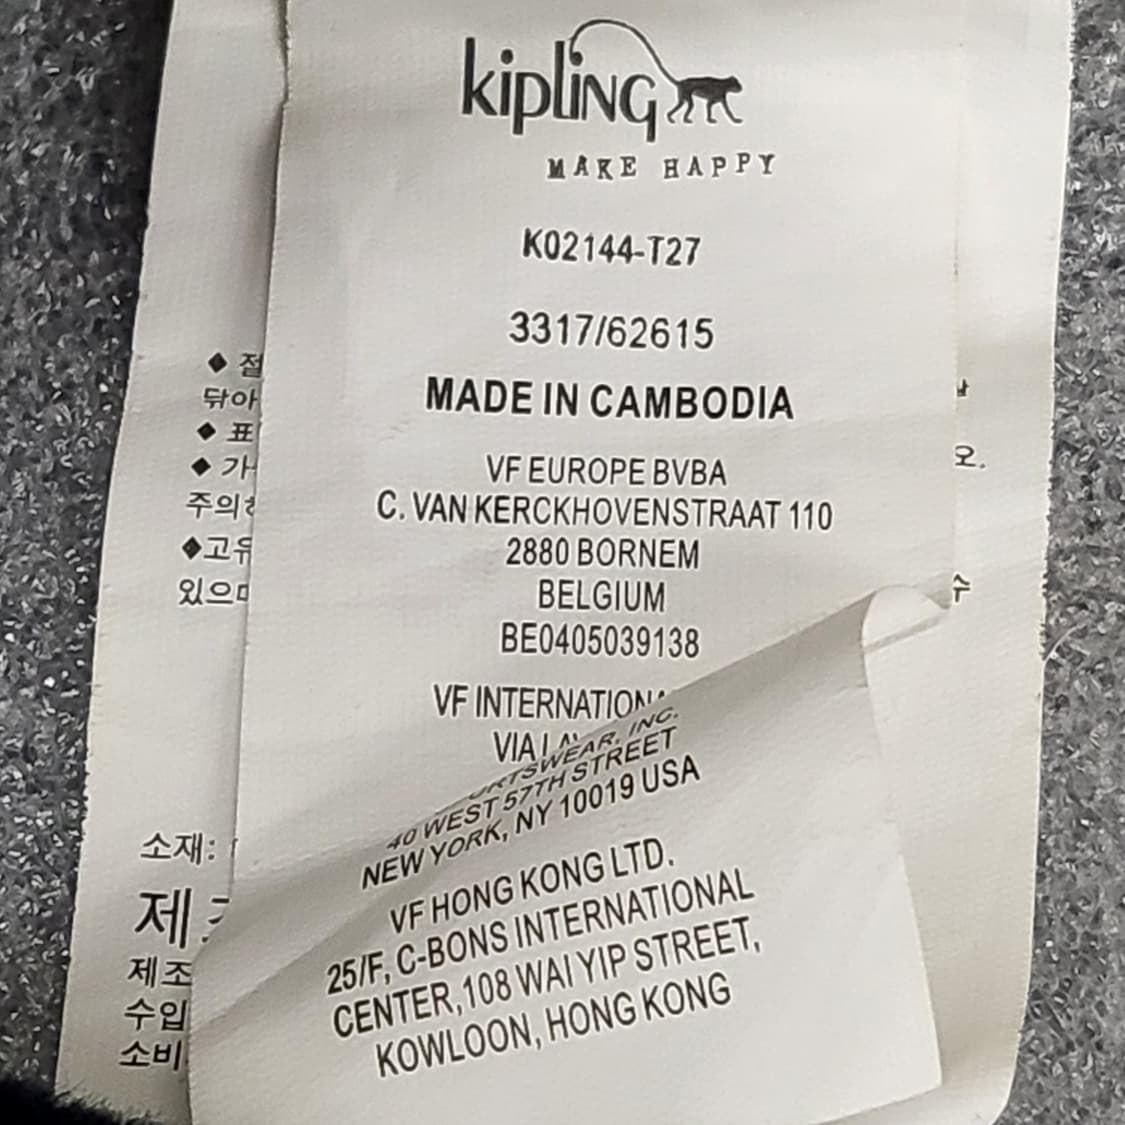 kipling
MAKE HAPPY
K02144-T27
3317/62615
MADE IN CAMBODIA
VF EUROPE BVBA
C. VAN KERCKHOVENSTRAAT 110
2880 BORNEM
BELGIUM
BE0405039138
VF
VIA
INC.
40 WEST 57TH STREET
NEW YORK, NY 10019 USA
VF HONG KONG LTD.
25/F, C-BONS INTERNATIONAL
CENTER, 108 WAI YIP STREET,
KOWLOON, HONG KONG
◆ 절
닦아
◆ 표
◆ 가
주의
◆고유
있으
오.
수
소재:
제
제조
수입
소비